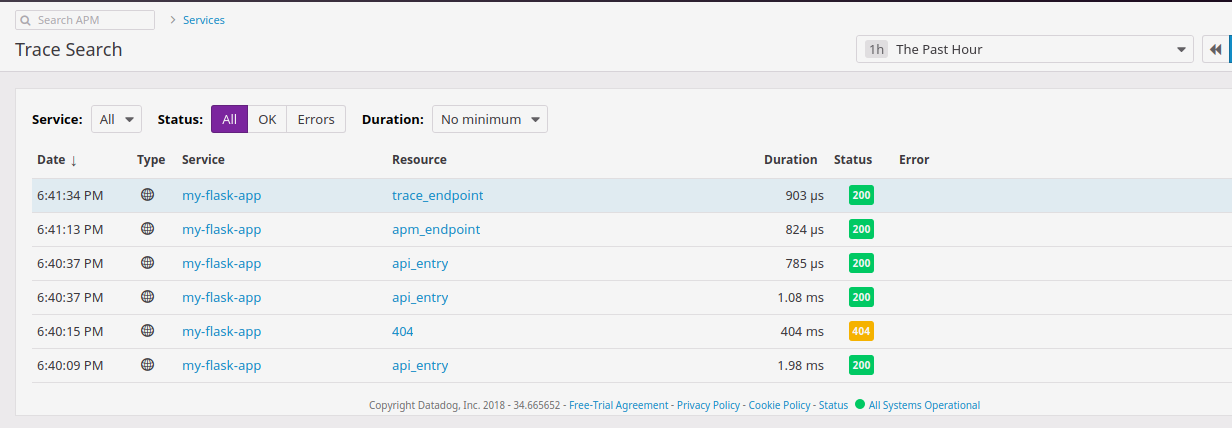 Search APM > Services
Trace Search
1h The Past Hour
Service: All Status: All OK Errors Duration: No minimum
Date ↓ Type Service Resource Duration Status Error
6:41:34 PM my-flask-app trace_endpoint 903 µs 200
6:41:13 PM my-flask-app apm_endpoint 824 µs 200
6:40:37 PM my-flask-app api_entry 785 µs 200
6:40:37 PM my-flask-app api_entry 1.08 ms 200
6:40:15 PM my-flask-app 404 404 ms 404
6:40:09 PM my-flask-app api_entry 1.98 ms 200
Copyright Datadog, Inc. 2018 - 34.665652 - Free-Trial Agreement - Privacy Policy - Cookie Policy - Status All Systems Operational